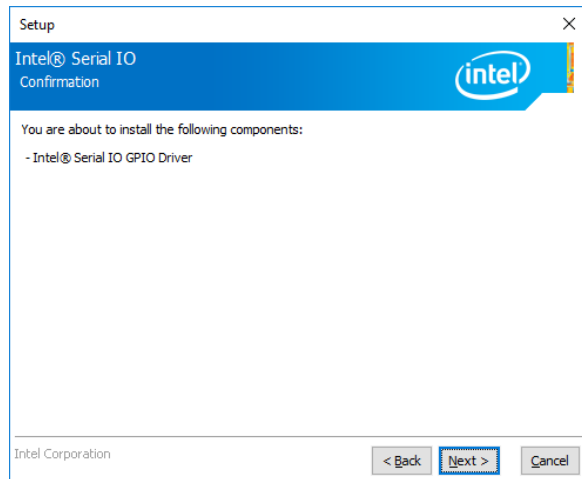 Setup
Intel® Serial IO
Confirmation
intel
You are about to install the following components:
- Intel® Serial IO GPIO Driver
Intel Corporation
< Back Next > Cancel